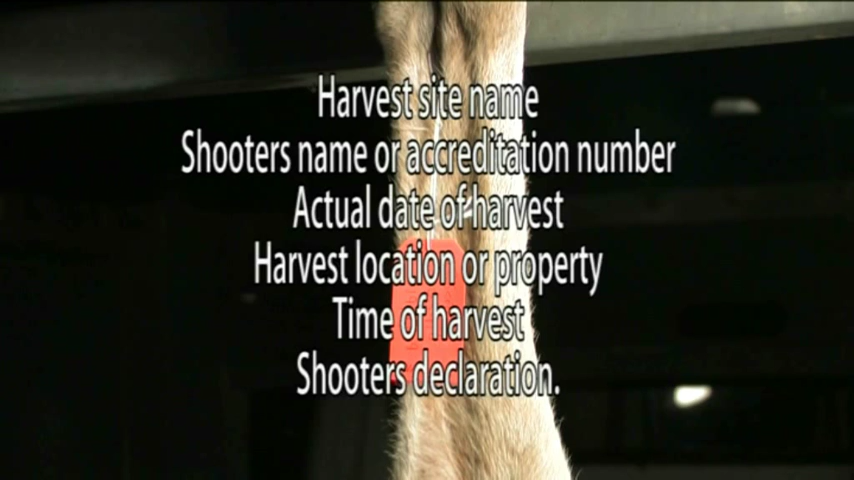 Harvest site name
Shooters name or accreditation number
Actual date of harvest
Harvest location or property
Time of harvest
Shooters declaration.